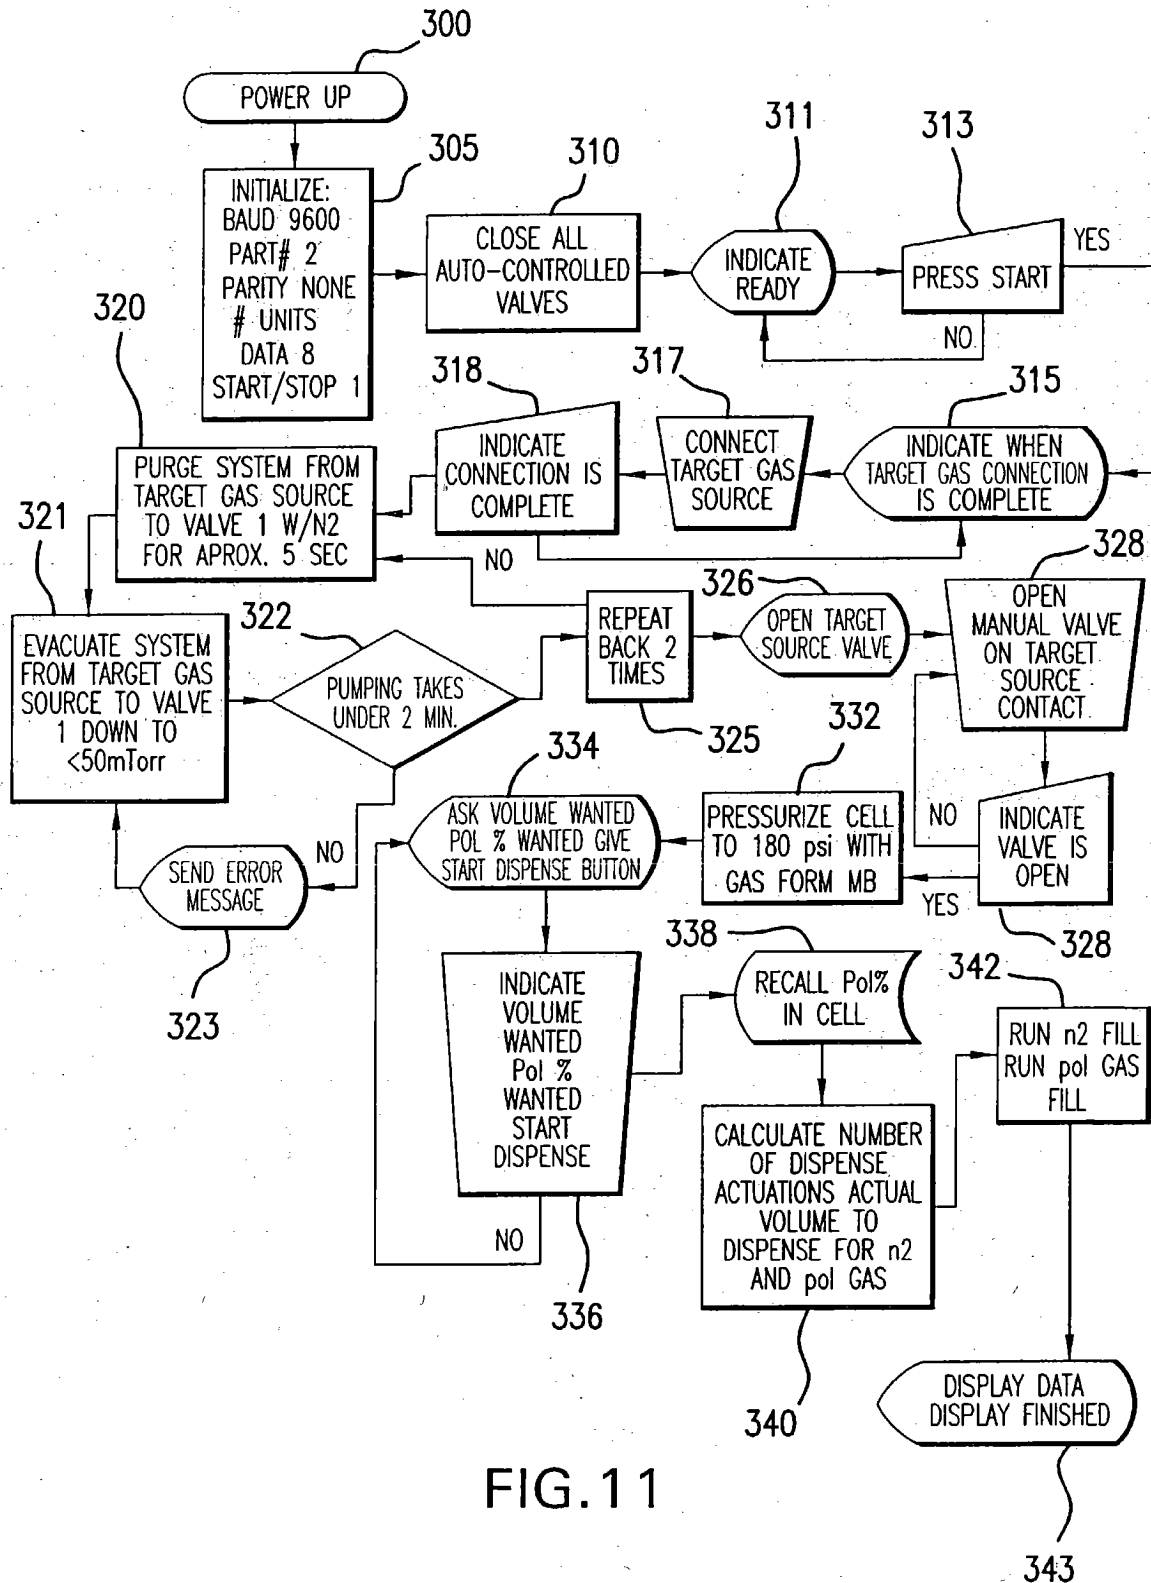 300
POWER UP
305
INITIALIZE:
BAUD 9600
PART# 2
PARITY NONE
# UNITS
DATA 8
START/STOP 1
310
CLOSE ALL
AUTO-CONTROLLED
VALVES
311
INDICATE
READY
313
PRESS START
YES
NO
315
INDICATE WHEN
TARGET GAS CONNECTION
IS COMPLETE
317
CONNECT
TARGET GAS
SOURCE
318
INDICATE
CONNECTION IS
COMPLETE
NO
320
PURGE SYSTEM FROM
TARGET GAS SOURCE
TO VALVE 1 W/N2
FOR APROX. 5 SEC
321
EVACUATE SYSTEM
FROM TARGET GAS
SOURCE TO VALVE
1 DOWN TO
<50mTorr
322
PUMPING TAKES
UNDER 2 MIN.
NO
SEND ERROR
MESSAGE
323
REPEAT
BACK 2
TIMES
325
326
OPEN TARGET
SOURCE VALVE
328
OPEN
MANUAL VALVE
ON TARGET
SOURCE
CONTACT
NO
INDICATE
VALVE IS
OPEN
YES
328
332
PRESSURIZE CELL
TO 180 psi WITH
GAS FORM MB
334
ASK VOLUME WANTED
POL % WANTED GIVE
START DISPENSE BUTTON
INDICATE
VOLUME
WANTED
Pol %
WANTED
START
DISPENSE
NO
336
338
RECALL Pol%
IN CELL
CALCULATE NUMBER
OF DISPENSE
ACTUATIONS ACTUAL
VOLUME TO
DISPENSE FOR n2
AND pol GAS
340
342
RUN n2 FILL
RUN pol GAS
FILL
DISPLAY DATA
DISPLAY FINISHED
343
FIG.11